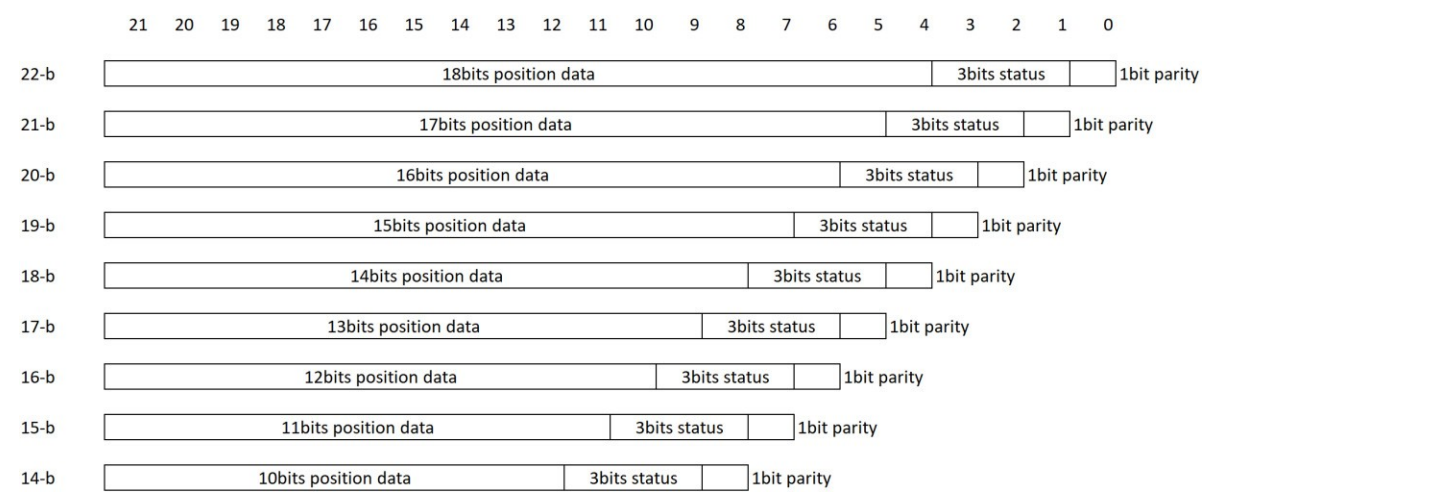 21 20 19 18 17 16 15 14 13 12 11 10 9 8 7 6 5 4 3 2 1 0
22-b 18bits position data 3bits status 1bit parity
21-b 17bits position data 3bits status 1bit parity
20-b 16bits position data 3bits status 1bit parity
19-b 15bits position data 3bits status 1bit parity
18-b 14bits position data 3bits status 1bit parity
17-b 13bits position data 3bits status 1bit parity
16-b 12bits position data 3bits status 1bit parity
15-b 11bits position data 3bits status 1bit parity
14-b 10bits position data 3bits status 1bit parity